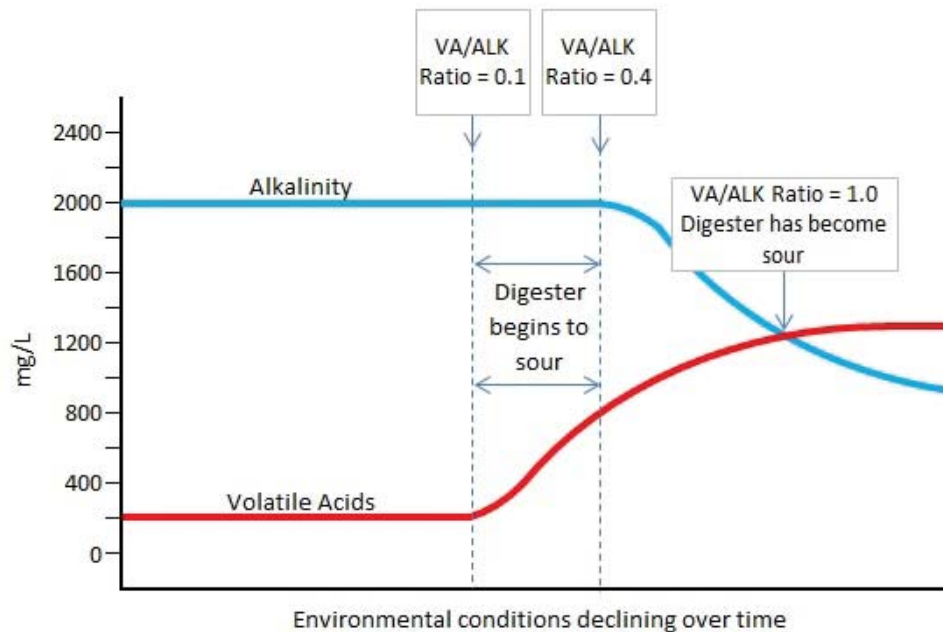 VA/ALK
Ratio = 0.1
VA/ALK
Ratio = 0.4
2400
2000
1600
1200
800
400
0
mg/L
Alkalinity
VA/ALK Ratio = 1.0
Digester has become
sour
Digester
begins to
sour
Volatile Acids
Environmental conditions declining over time